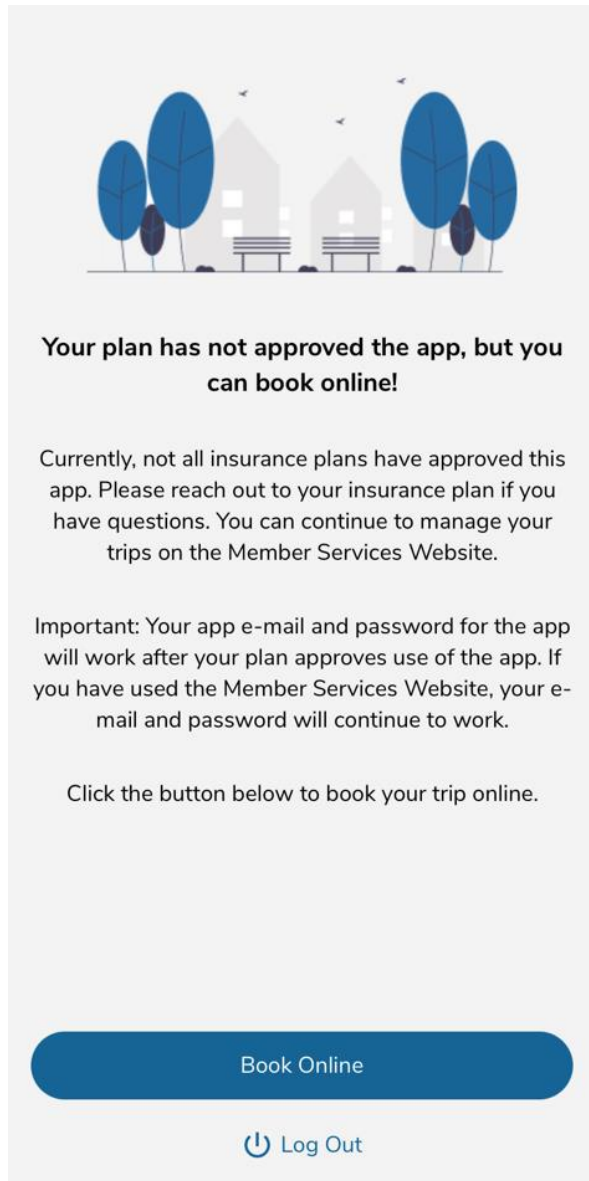 Your plan has not approved the app, but you
can book online!
Currently, not all insurance plans have approved this
app. Please reach out to your insurance plan if you
have questions. You can continue to manage your
trips on the Member Services Website.
Important: Your app e-mail and password for the app
will work after your plan approves use of the app. If
you have used the Member Services Website, your e-
mail and password will continue to work.
Click the button below to book your trip online.
Book Online
Log Out